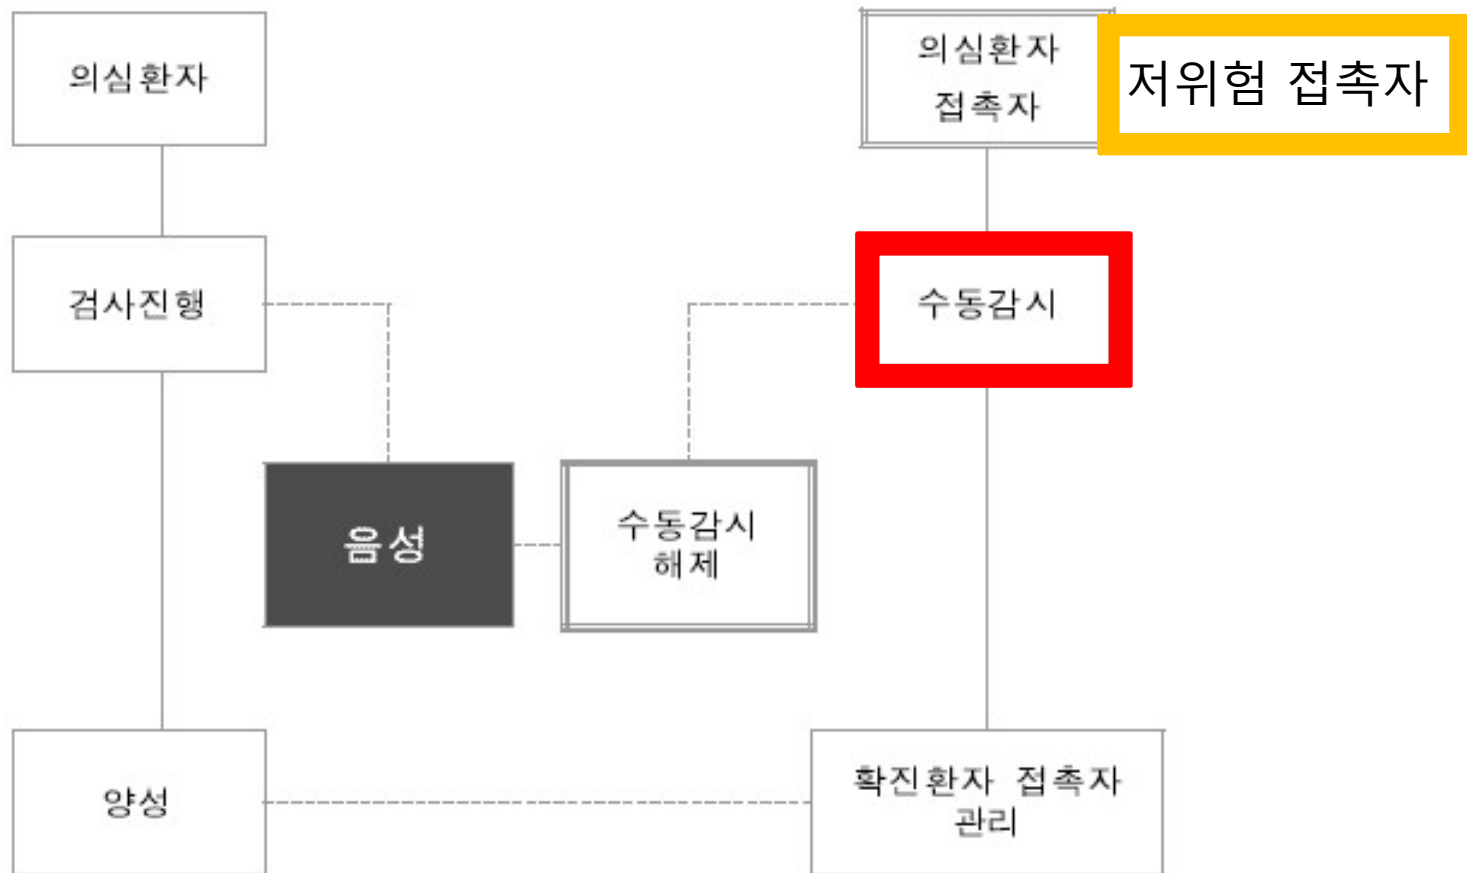 의심환자
의심환자
접촉자
저위험 접촉자
검사진행
수동감시
음성
수동감시
해제
양성
확진환자 접촉자
관리